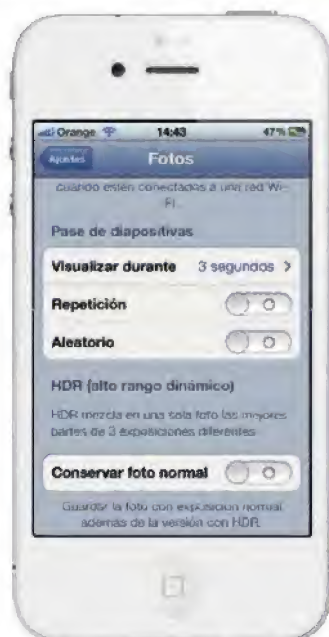 Orange 14:43 47%
Ajustes Fotos
cuando estén conectados a una red Wi-
Fi.
Pase de diapositivas
Visualizar durante 3 segundos >
Repetición
Aleatorio
HDR (alto rango dinámico)
HDR mezcla en una sola foto las mejores
partes de 3 exposiciones diferentes.
Conservar foto normal
Guardar la foto con exposición normal
además de la versión con HDR.